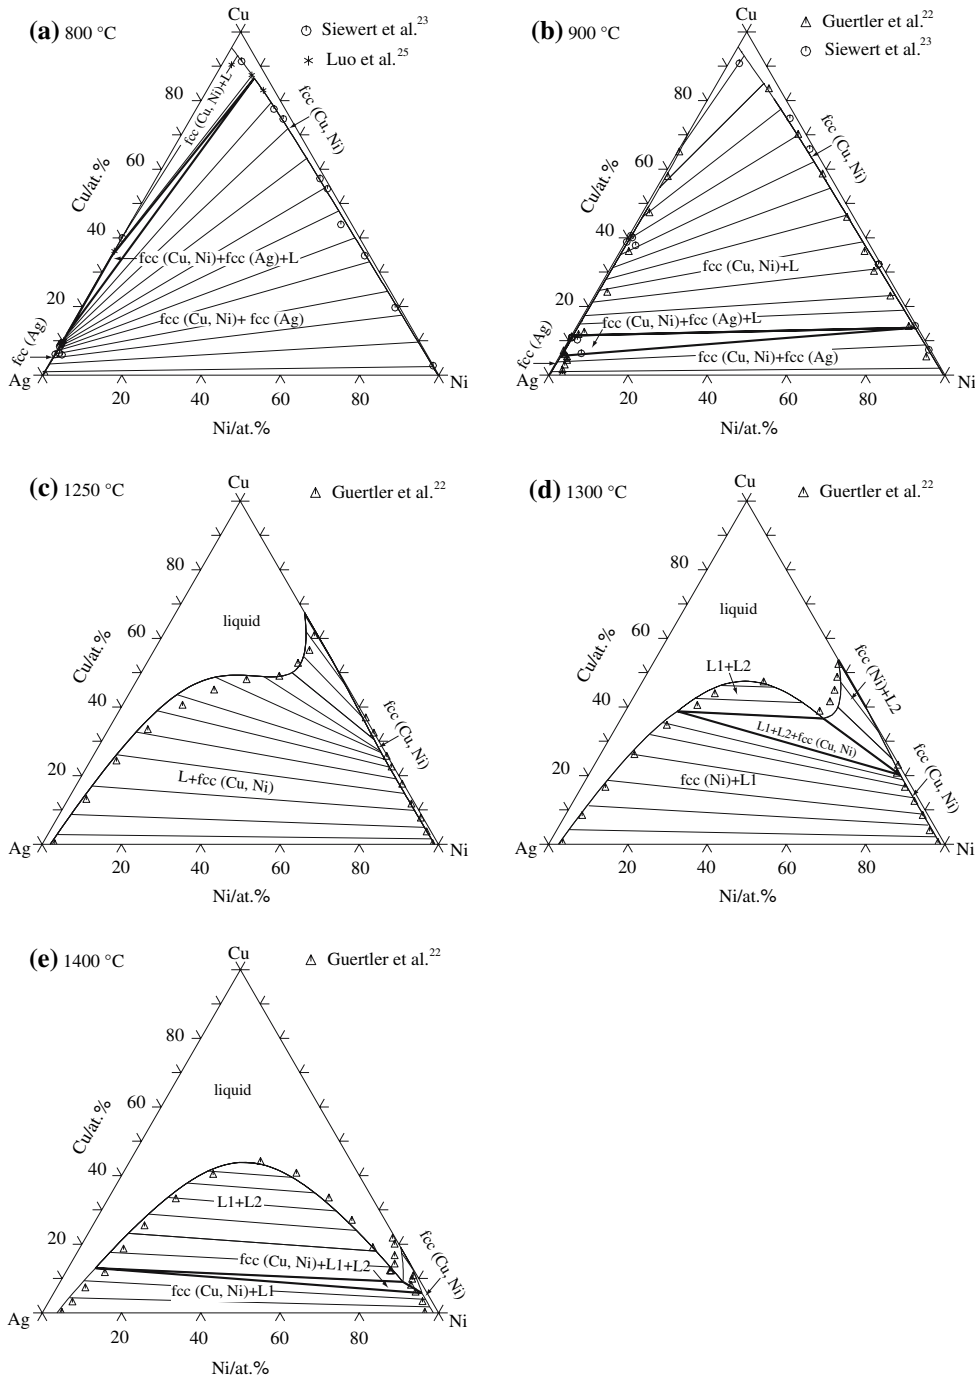 (a) 800 °C
Cu
Siewert et al.23
Luo et al.25
fcc (Cu, Ni)+L
fcc (Cu, Ni)
80
60
40
20
Cu/at.%
fcc (Cu, Ni)+fcc (Ag)+L
fcc (Cu, Ni)+ fcc (Ag)
fcc (Ag)
Ag
Ni
20
40
60
80
Ni/at.%
(b) 900 °C
Cu
Guertler et al.22
Siewert et al.23
fcc (Cu, Ni)
80
60
40
20
Cu/at.%
fcc (Cu, Ni)+L
fcc (Cu, Ni)+fcc (Ag)+L
fcc (Cu, Ni)+fcc (Ag)
fcc (Ag)
Ag
Ni
20
40
60
80
Ni/at.%
(c) 1250 °C
Cu
Guertler et al.22
liquid
80
60
40
20
Cu/at.%
fcc (Cu, Ni)
L+fcc (Cu, Ni)
Ag
Ni
20
40
60
80
Ni/at.%
(d) 1300 °C
Cu
Guertler et al.22
liquid
80
60
40
20
Cu/at.%
L1+L2
fcc (Ni)+L2
L1+L2+fcc (Cu, Ni)
fcc (Ni)+L1
fcc (Cu, Ni)
Ag
Ni
20
40
60
80
Ni/at.%
(e) 1400 °C
Cu
Guertler et al.22
liquid
80
60
40
20
Cu/at.%
L1+L2
fcc (Cu, Ni)+L1+L2
fcc (Cu, Ni)+L1
fcc (Cu, Ni)
Ag
Ni
20
40
60
80
Ni/at.%